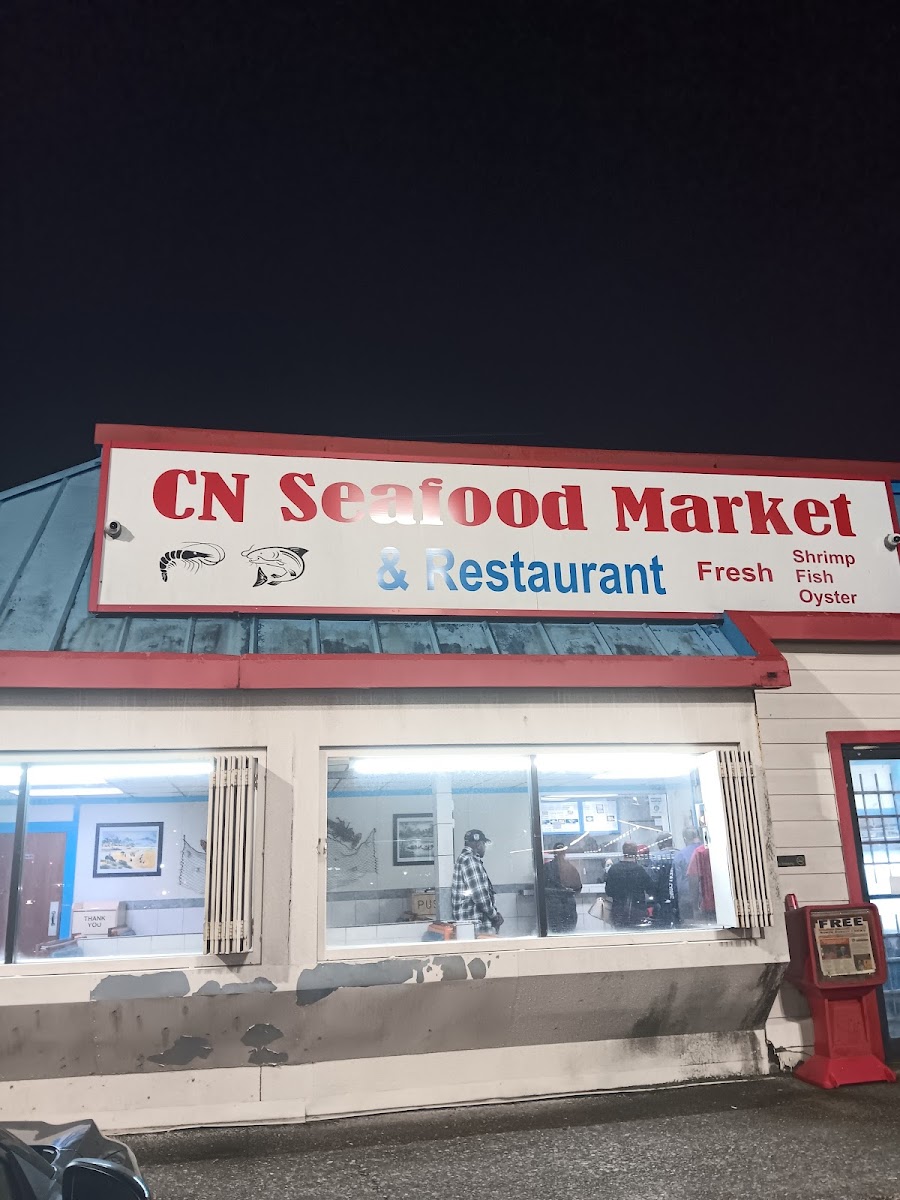 CN Seafood Market
& Restaurant
Fresh
Shrimp
Fish
Oyster
THANK
YOU
FREE